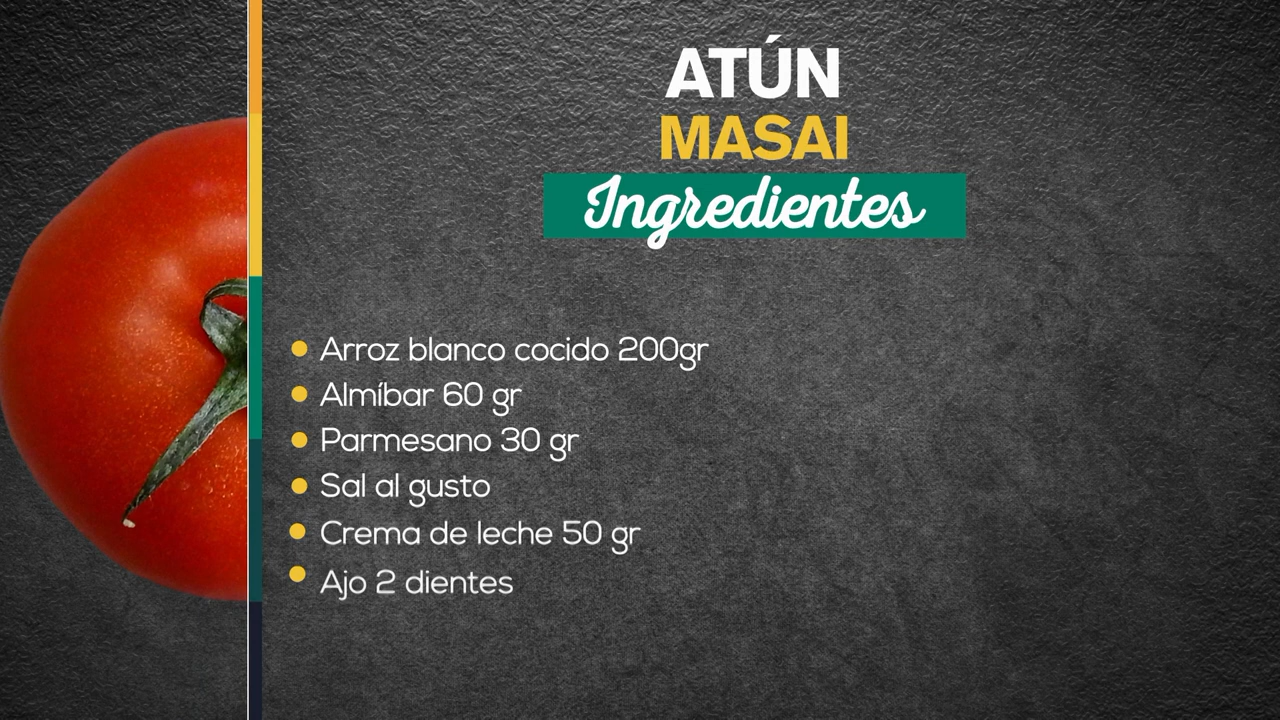 ATÚN
MASAI
Ingredientes
Arroz blanco cocido 200gr
Almíbar 60 gr
Parmesano 30 gr
Sal al gusto
Crema de leche 50 gr
Ajo 2 dientes